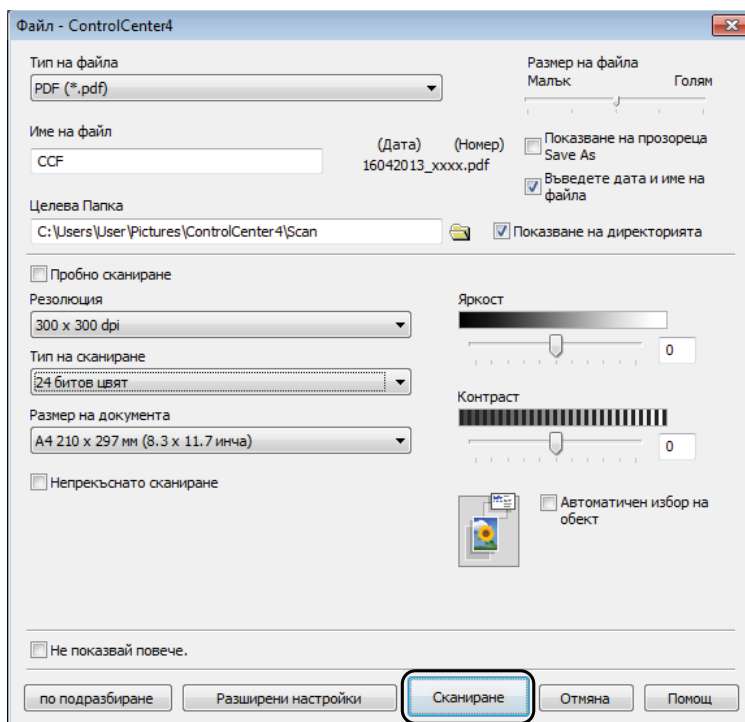 Файл - ControlCenter4
Тип на файла
PDF (*.pdf)
Размер на файла
Малък Голям
Име на файл
CCF
(Дата) (Номер)
16042013_xxxx.pdf
Показване на прозореца
Save As
Въведете дата и име на
файла
Целева Папка
C:\Users\User\Pictures\ControlCenter4\Scan
Показване на директорията
Пробно сканиране
Резолюция
300 x 300 dpi
Тип на сканиране
24 битов цвят
Размер на документа
A4 210 x 297 мм (8.3 x 11.7 инча)
Непрекъснато сканиране
Яркост
0
Контраст
0
Автоматичен избор на
обект
Не показвай повече.
по подразбиране Разширени настройки Сканиране Отмяна Помощ